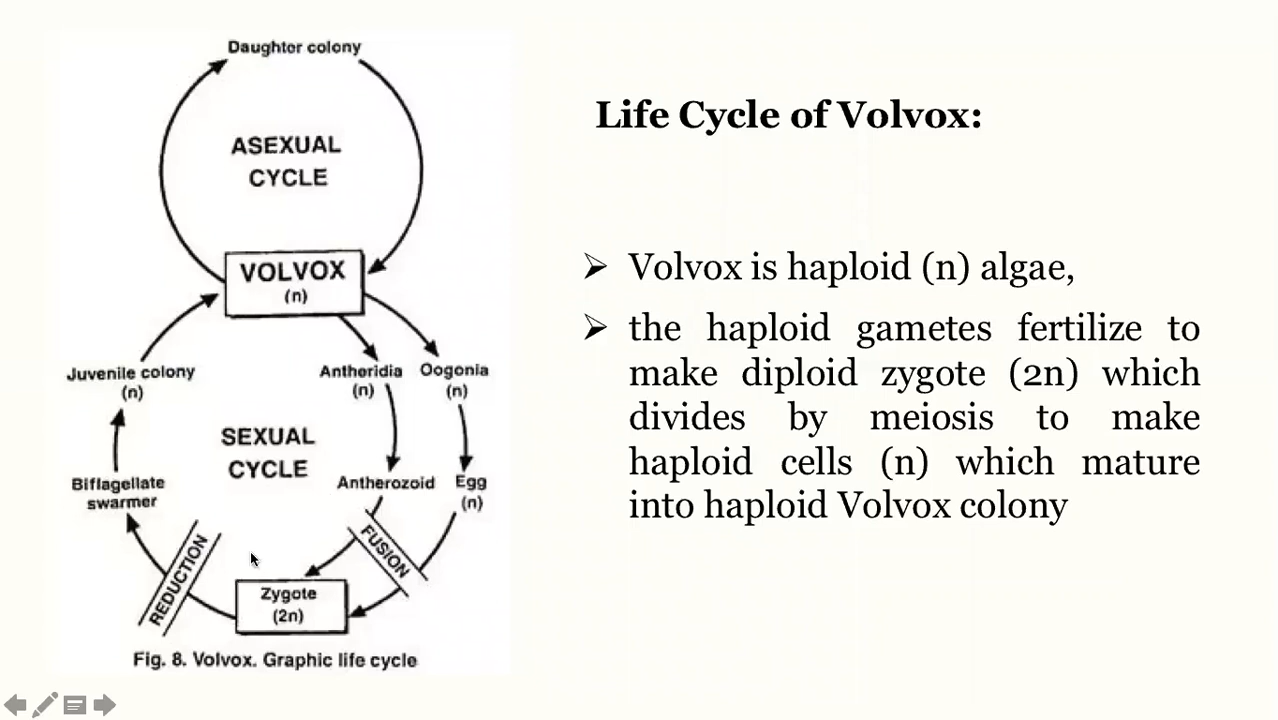 Daughter colony
ASEXUAL
CYCLE
VOLVOX
(n)
Juvenile colony
(n)
Antheridia
(n)
Oogonia
(n)
SEXUAL
CYCLE
Biflagellate
swarmer
Antherozoid
Egg
(n)
REDUCTION
FUSION
Zygote
(2n)
Fig. 8. Volvox. Graphic life cycle
Life Cycle of Volvox:
➢ Volvox is haploid (n) algae,
➢ the haploid gametes fertilize to
make diploid zygote (2n) which
divides by meiosis to make
haploid cells (n) which mature
into haploid Volvox colony